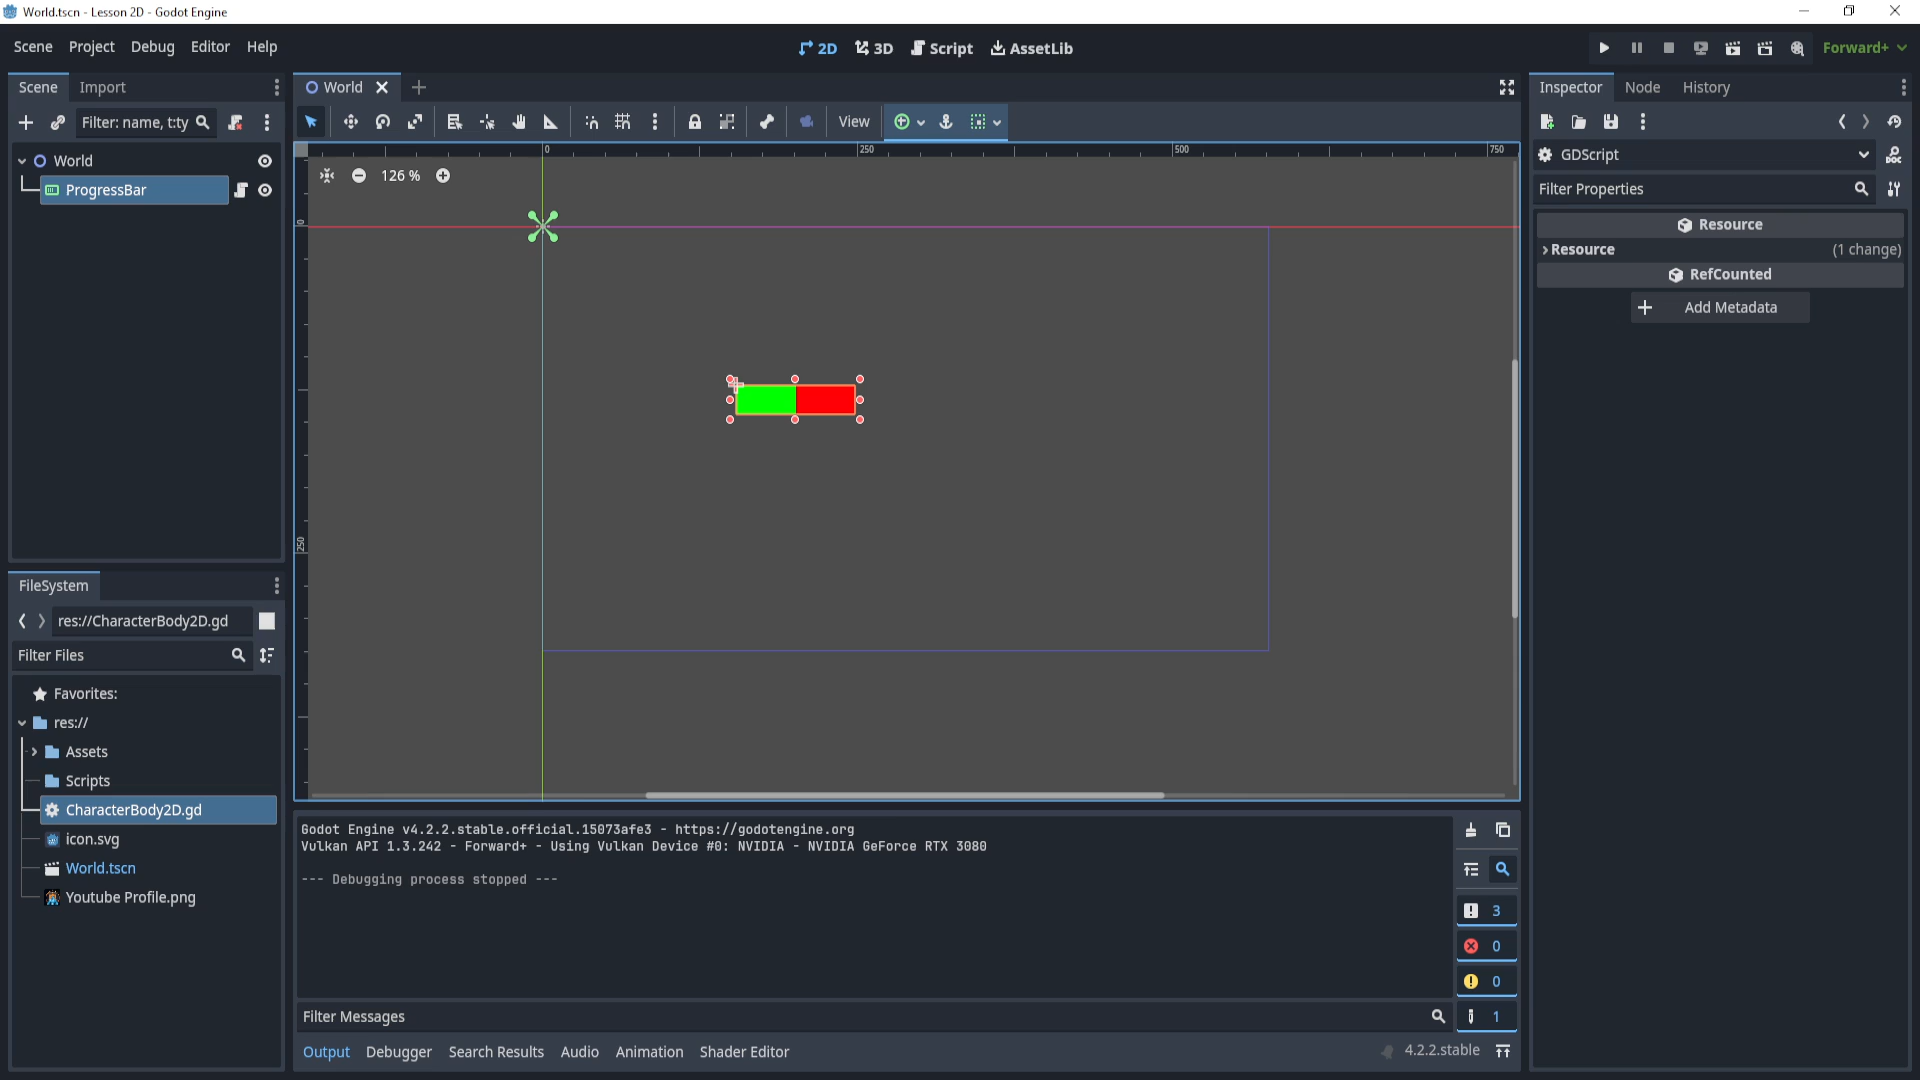 World.tscn - Lesson 2D - Godot Engine
Scene Project Debug Editor Help
2D 3D Script AssetLib
Forward+
Scene Import
World
Inspector Node History
Filter: name, t:ty
View
GDScript
DOC
World
126 %
0 250 500 750
0
250
ProgressBar
Filter Properties
Resource
Resource (1 change)
RefCounted
Add Metadata
FileSystem
res://CharacterBody2D.gd
Filter Files
Favorites:
res://
Assets
Scripts
CharacterBody2D.gd
icon.svg
World.tscn
Youtube Profile.png
Godot Engine v4.2.2.stable.official.15073afe3 - https://godotengine.org
Vulkan API 1.3.242 - Forward+ - Using Vulkan Device #0: NVIDIA - NVIDIA GeForce RTX 3080
--- Debugging process stopped ---
3
0
0
1
Filter Messages
Output Debugger Search Results Audio Animation Shader Editor
4.2.2.stable